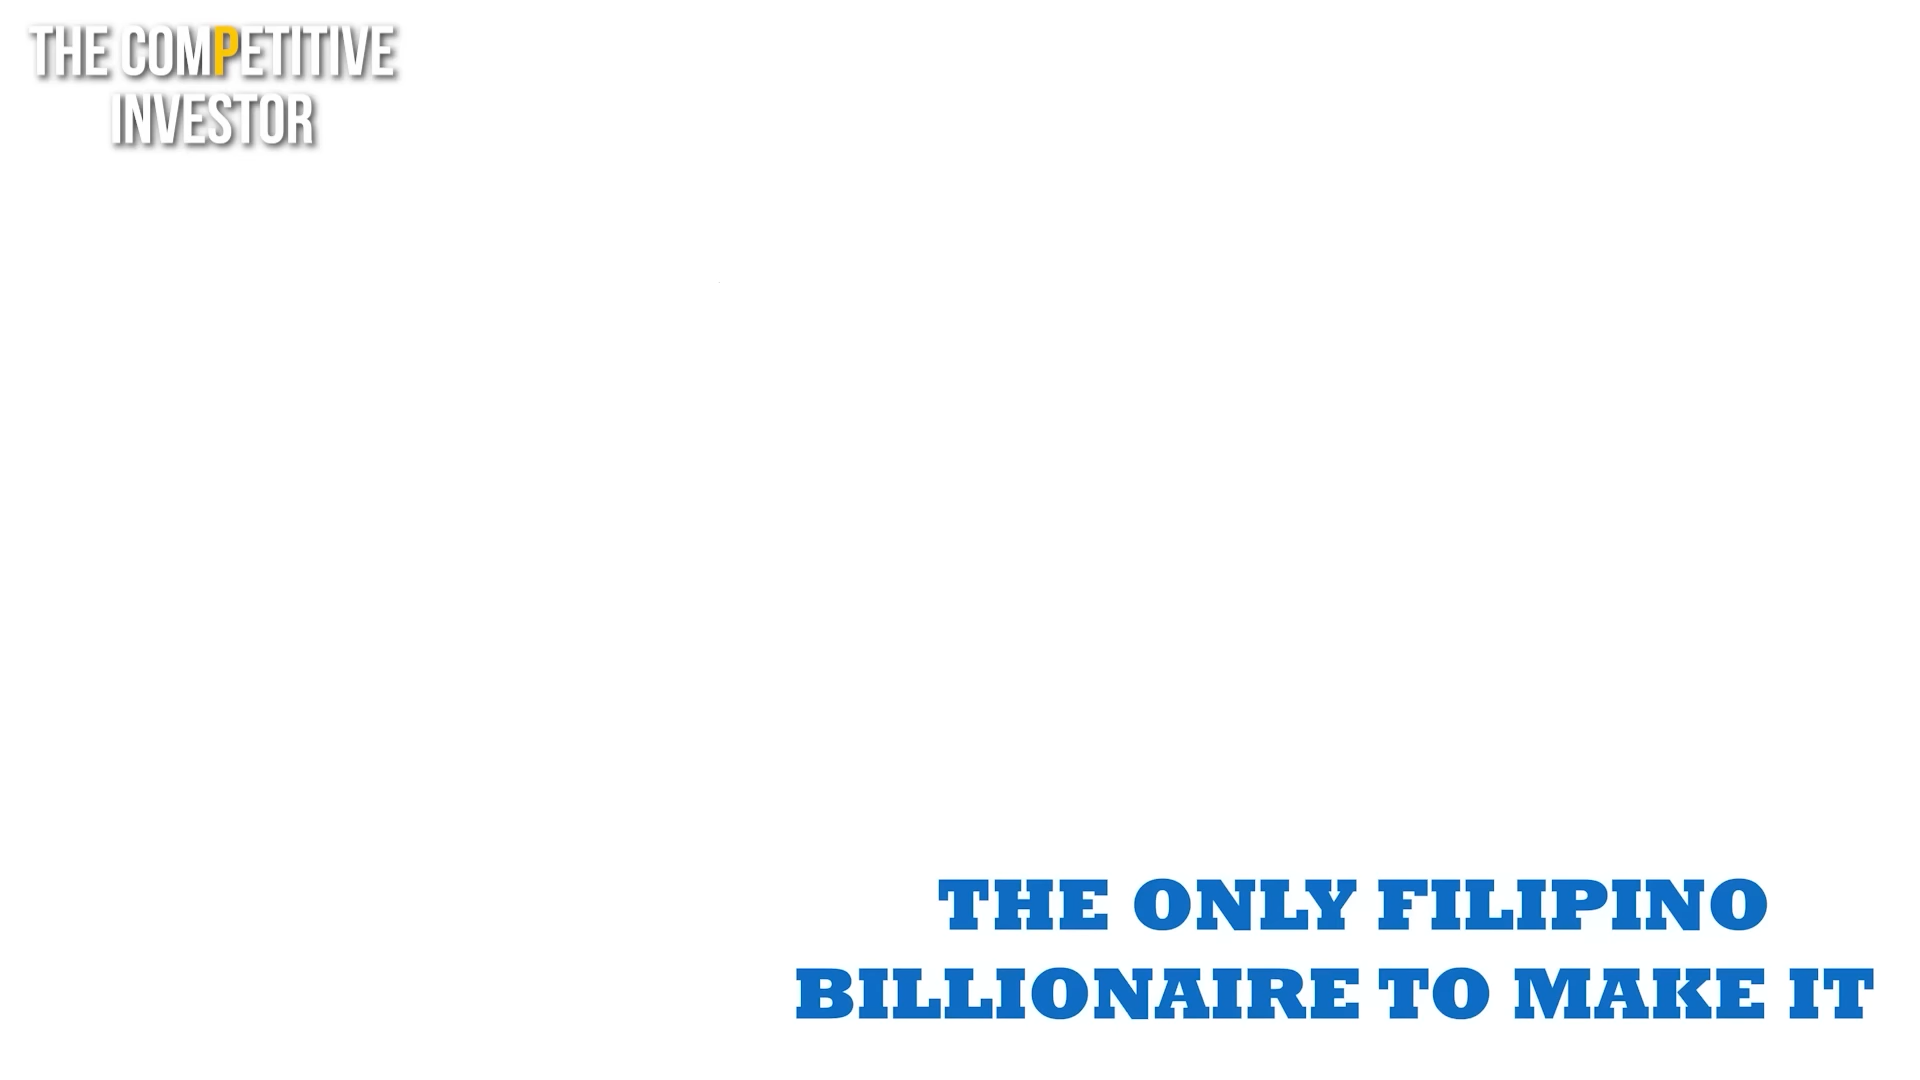 THE COMPETITIVE
INVESTOR
THE ONLY FILIPINO
BILLIONAIRE TO MAKE IT